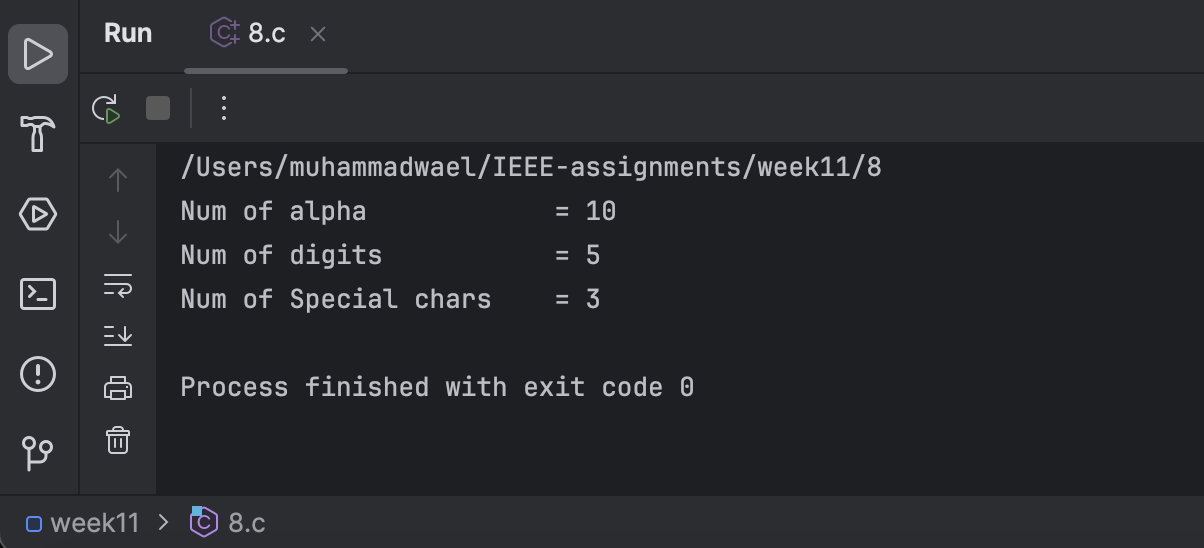 Run 8.c
/Users/muhammadwael/IEEE-assignments/week11/8
Num of alpha            = 10
Num of digits           = 5
Num of Special chars    = 3
Process finished with exit code 0
week11 > 8.c